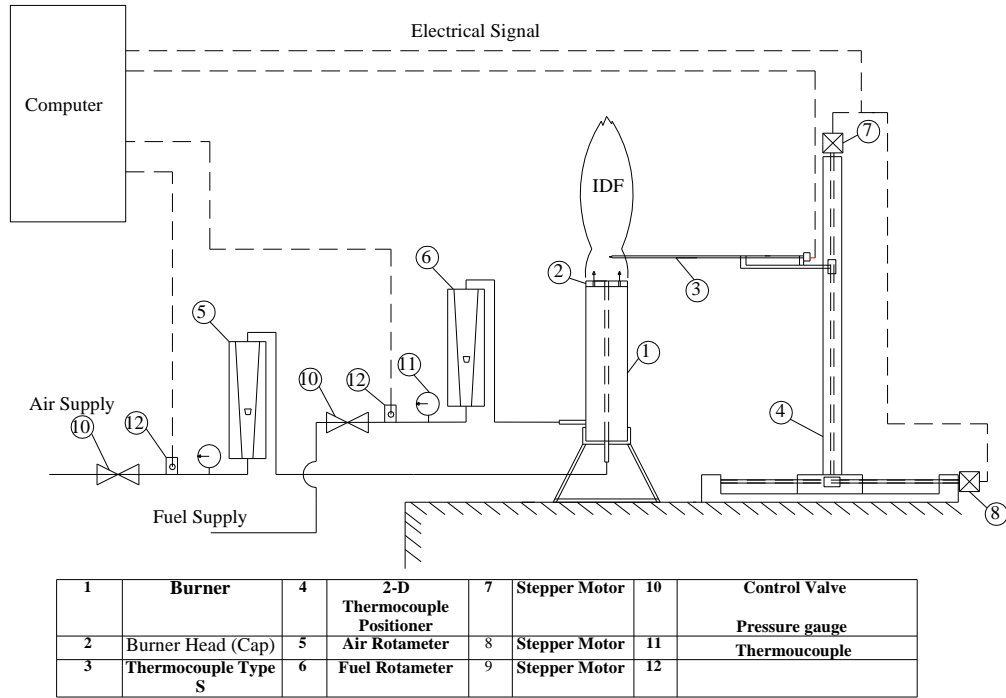 Electrical Signal
Computer
7
IDF
6
2
3
5
11
1
10
12
Air Supply
12
10
4
Fuel Supply
8
1 Burner 4 2-D Thermocouple Positioner 7 Stepper Motor 10 Control Valve
Pressure gauge
2 Burner Head (Cap) 5 Air Rotameter 8 Stepper Motor 11 Thermoucouple
3 Thermocouple Type S 6 Fuel Rotameter 9 Stepper Motor 12